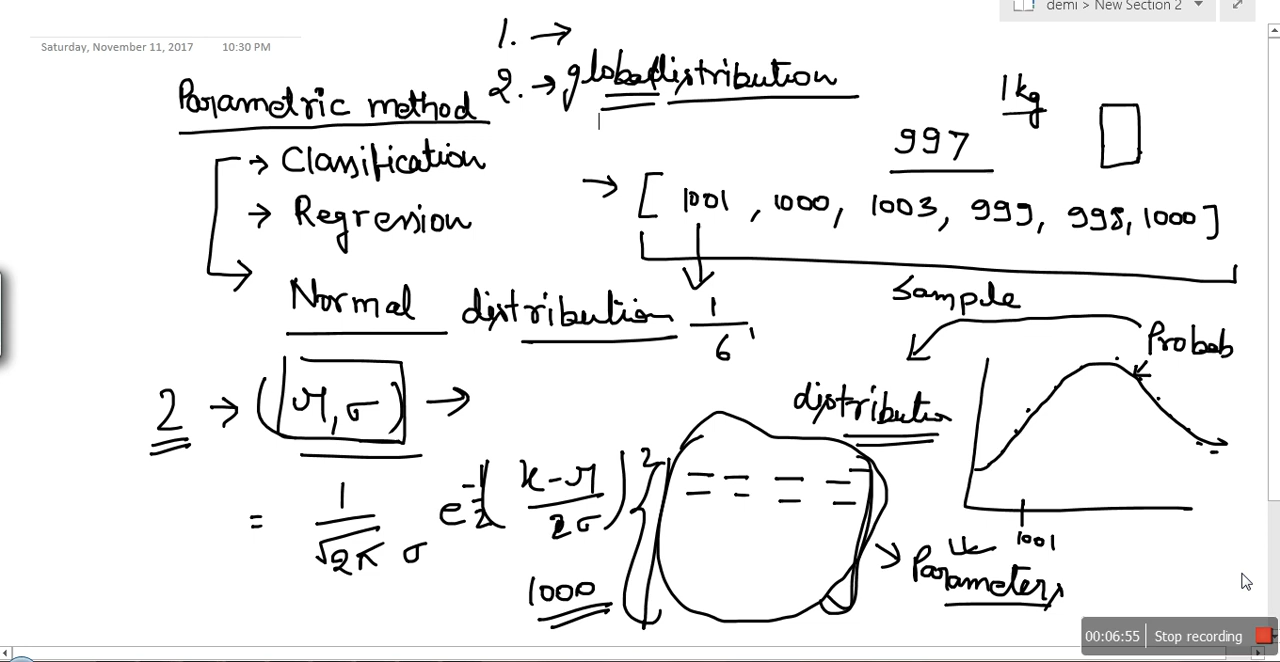 demi > New Section 2
Saturday, November 11, 2017 10:30 PM
1. →
2. → global distribution
Parametric method
→ Classification
→ Regression
Normal distribution
1kg
997
→ [1001, 1000, 1003, 999, 998, 1000]
Sample
1/6
Probab
distribution
2 → (μ, σ) →
= 1/√2π σ e^-1/2 (x-μ/2σ)^2
1000
1001
Parameters
00:06:55 Stop recording